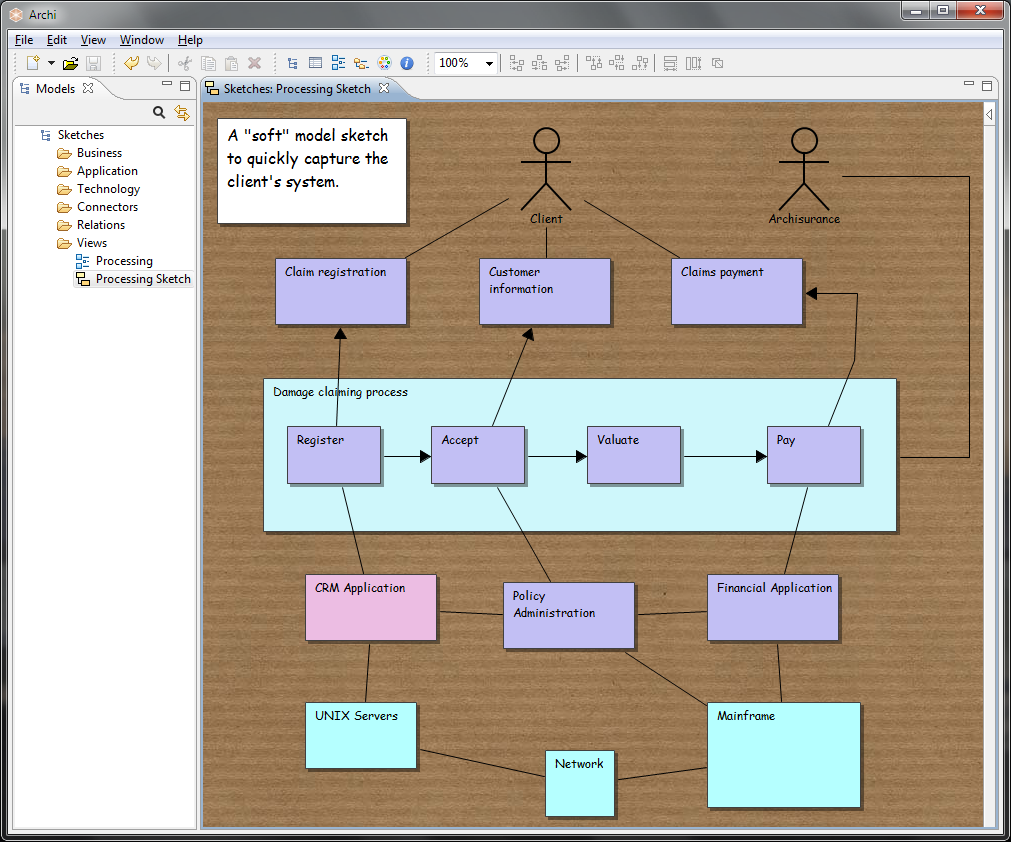 Archi
File Edit View Window Help
100%
Models
Sketches: Processing Sketch
Sketches
Business
Application
Technology
Connectors
Relations
Views
Processing
Processing Sketch
A "soft" model sketch
to quickly capture the
client's system.
Client
Archisurance
Claim registration
Customer
information
Claims payment
Damage claiming process
Register
Accept
Valuate
Pay
CRM Application
Policy
Administration
Financial Application
UNIX Servers
Mainframe
Network